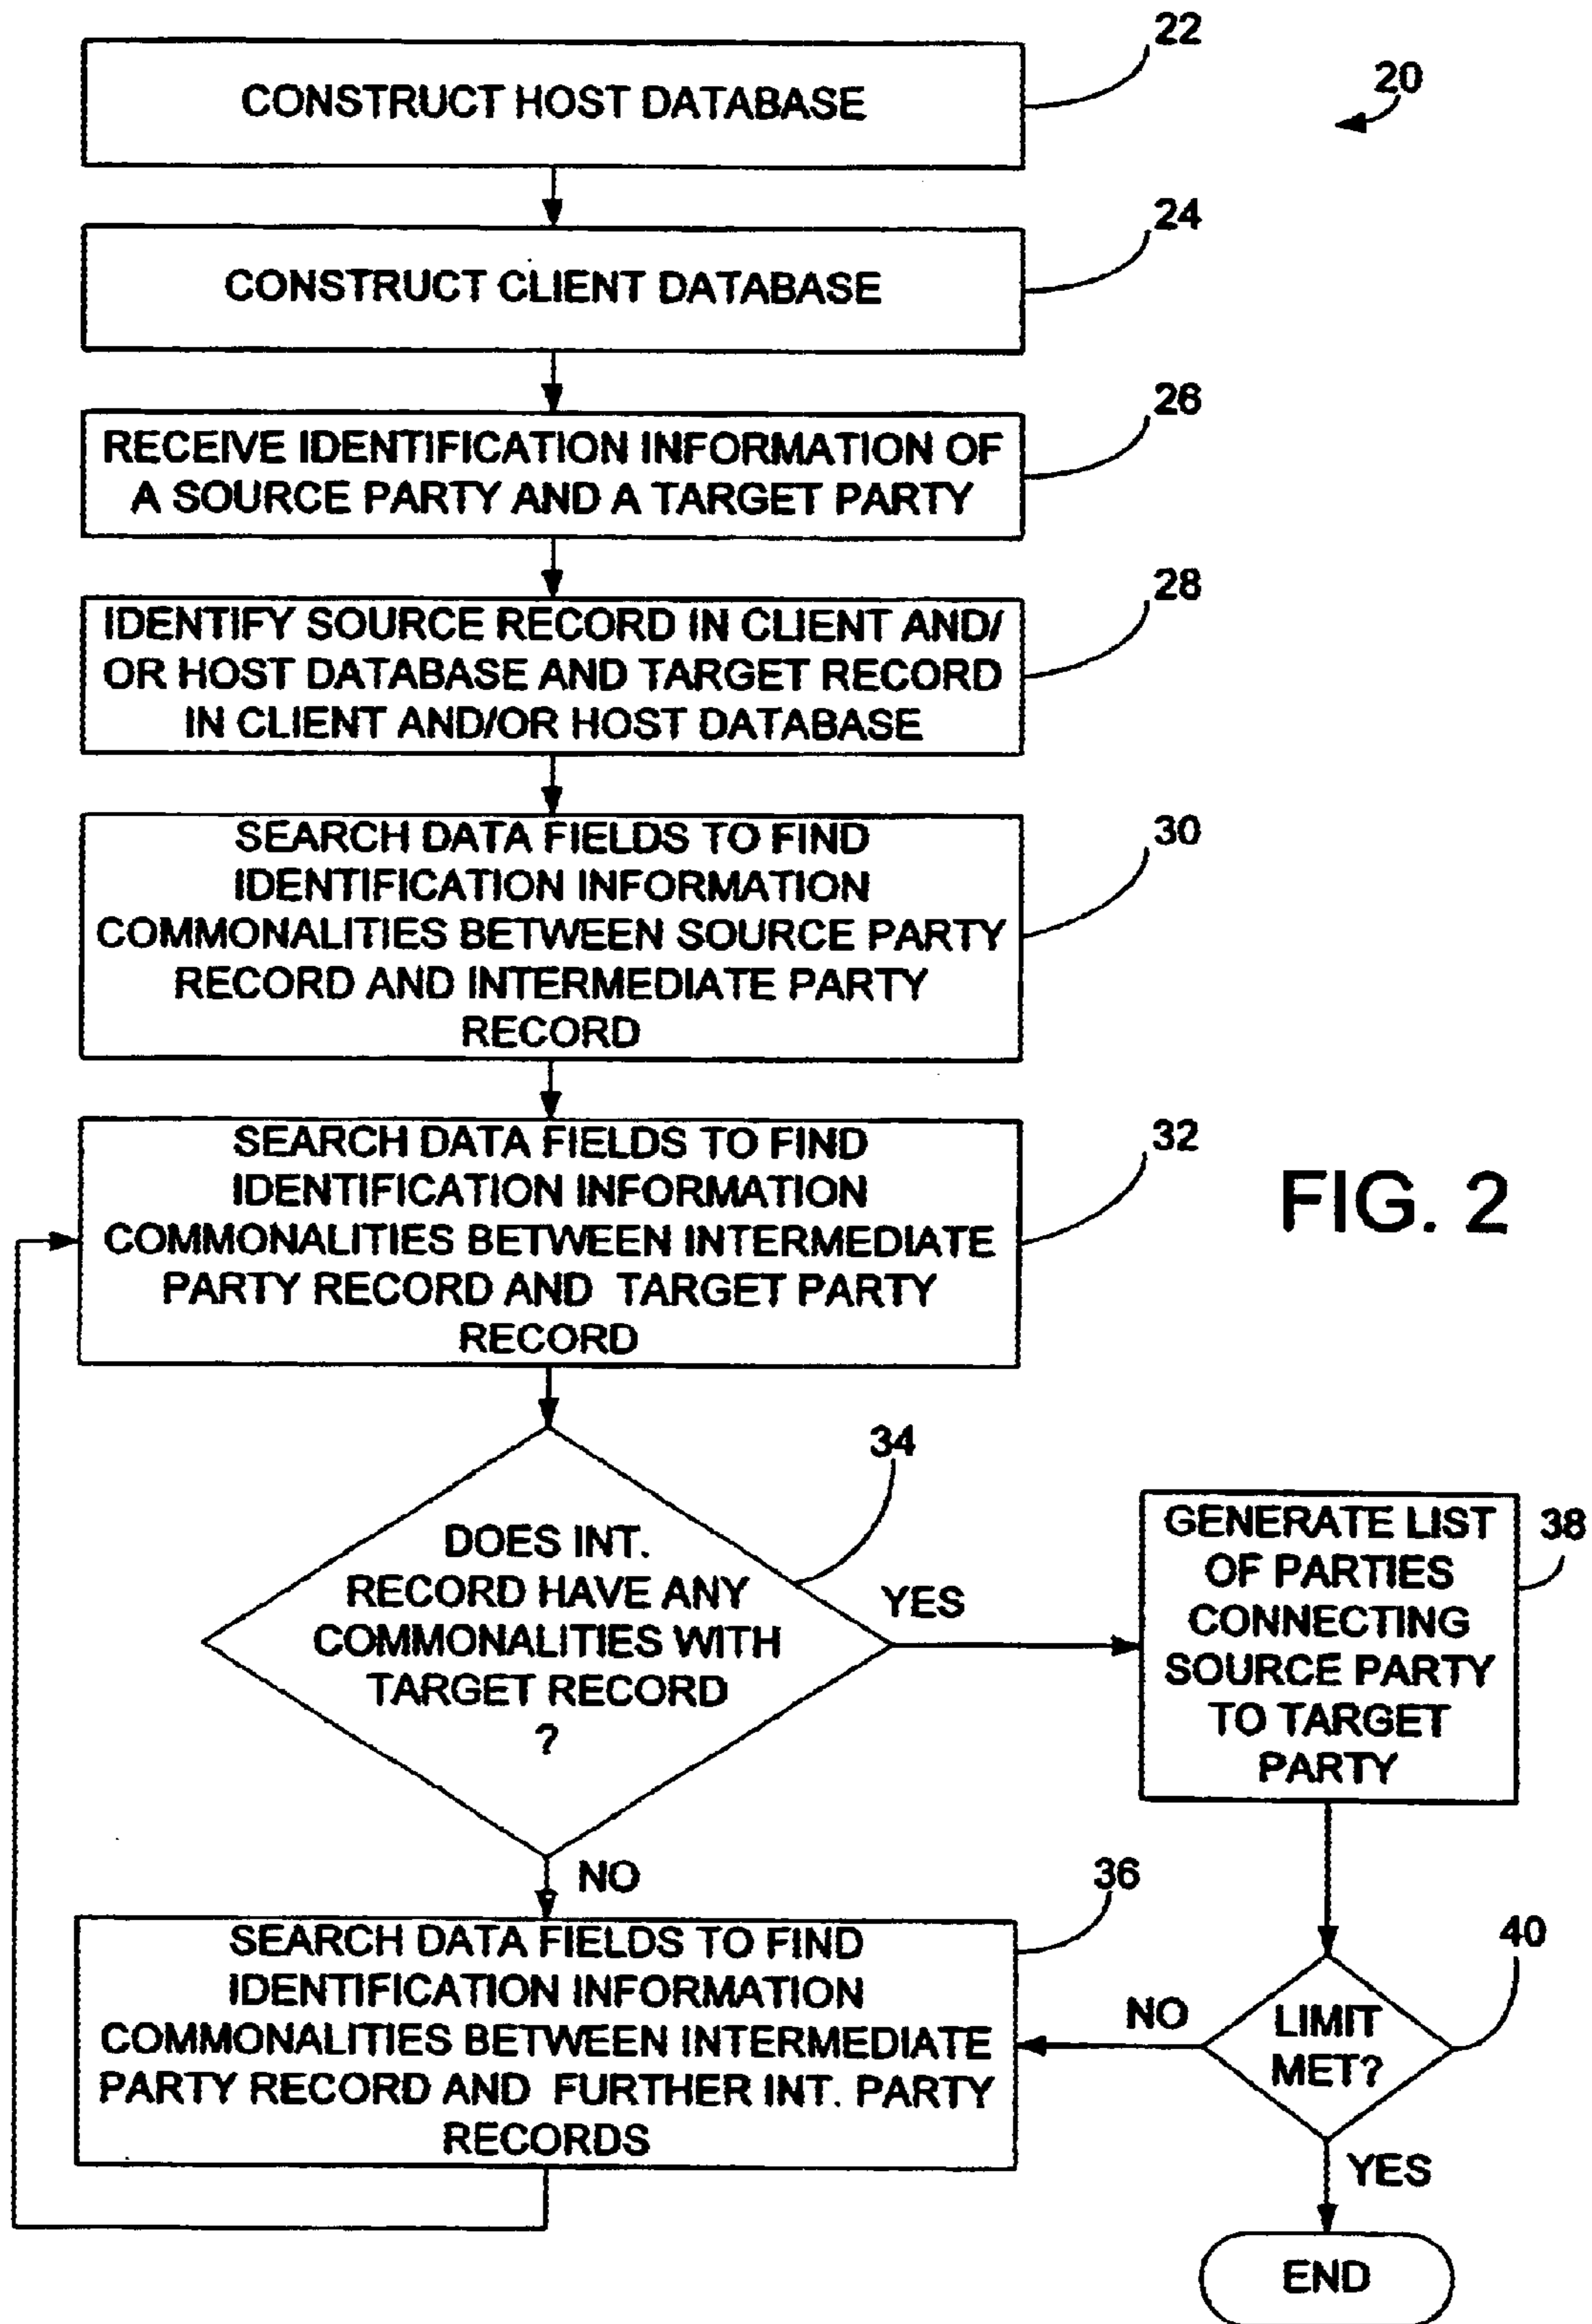 22
20
CONSTRUCT HOST DATABASE
24
CONSTRUCT CLIENT DATABASE
26
RECEIVE IDENTIFICATION INFORMATION OF
A SOURCE PARTY AND A TARGET PARTY
28
IDENTIFY SOURCE RECORD IN CLIENT AND/
OR HOST DATABASE AND TARGET RECORD
IN CLIENT AND/OR HOST DATABASE
30
SEARCH DATA FIELDS TO FIND
IDENTIFICATION INFORMATION
COMMONALITIES BETWEEN SOURCE PARTY
RECORD AND INTERMEDIATE PARTY
RECORD
32
SEARCH DATA FIELDS TO FIND
IDENTIFICATION INFORMATION
COMMONALITIES BETWEEN INTERMEDIATE
PARTY RECORD AND TARGET PARTY
RECORD
FIG. 2
34
DOES INT.
RECORD HAVE ANY
COMMONALITIES WITH
TARGET RECORD
?
YES
NO
38
GENERATE LIST
OF PARTIES
CONNECTING
SOURCE PARTY
TO TARGET
PARTY
36
SEARCH DATA FIELDS TO FIND
IDENTIFICATION INFORMATION
COMMONALITIES BETWEEN INTERMEDIATE
PARTY RECORD AND FURTHER INT. PARTY
RECORDS
40
NO
LIMIT
MET?
YES
END